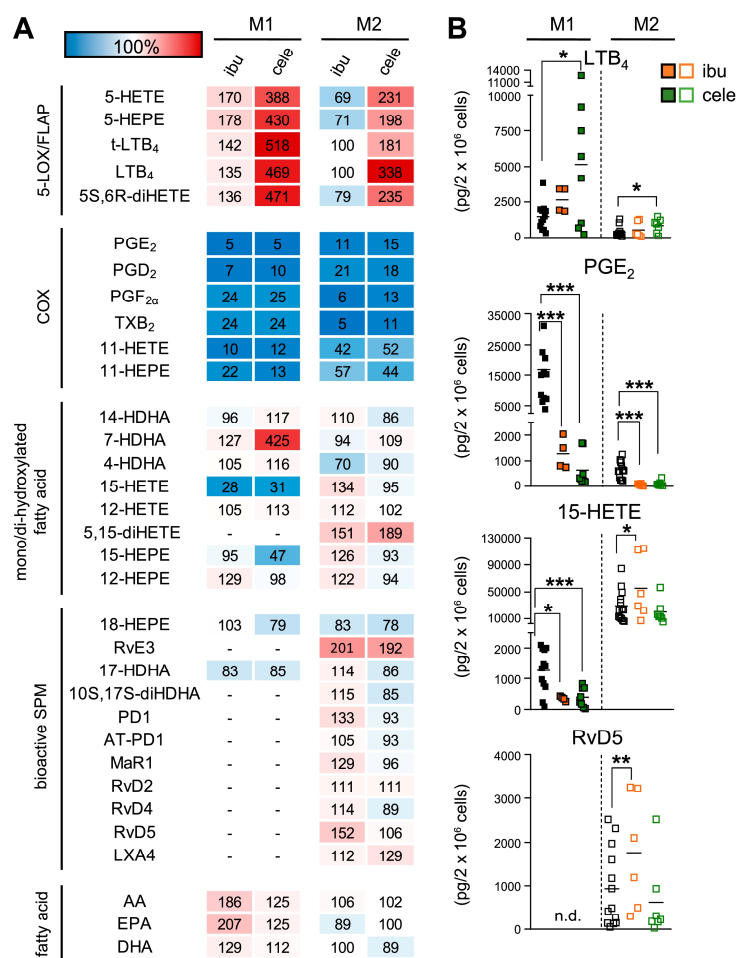 A
100%
M1 M2
ibu cele ibu cele
5-LOX/FLAP
5-HETE 170 388 69 231
5-HEPE 178 430 71 198
t-LTB4 142 518 100 181
LTB4 135 469 100 338
5S,6R-diHETE 136 471 79 235
COX
PGE2 5 5 11 15
PGD2 7 10 21 18
PGF2α 24 25 6 13
TXB2 24 24 5 11
11-HETE 10 12 42 52
11-HEPE 22 13 57 44
mono/di-hydroxylated
fatty acid
14-HDHA 96 117 110 86
7-HDHA 127 425 94 109
4-HDHA 105 116 70 90
15-HETE 28 31 134 95
12-HETE 105 113 112 102
5,15-diHETE - - 151 189
15-HEPE 95 47 126 93
12-HEPE 129 98 122 94
bioactive SPM
18-HEPE 103 79 83 78
RvE3 - - 201 192
17-HDHA 83 85 114 86
10S,17S-diHDHA - - 115 85
PD1 - - 133 93
AT-PD1 - - 105 93
MaR1 - - 129 96
RvD2 - - 111 111
RvD4 - - 114 89
RvD5 - - 152 106
LXA4 - - 112 129
fatty acid
AA 186 125 106 102
EPA 207 125 89 100
DHA 129 112 100 89
B
M1 M2
LTB4
ibu
cele
(pg/2 x 10⁶ cells)
14000
11000
10000
7500
5000
2500
0
*
*
PGE2
(pg/2 x 10⁶ cells)
35000
25000
15000
5000
2000
1000
0
***
***
***
***
15-HETE
(pg/2 x 10⁶ cells)
130000
90000
50000
10000
2000
1000
0
***
*
*
RvD5
(pg/2 x 10⁶ cells)
4000
3000
2000
1000
0
**
n.d.